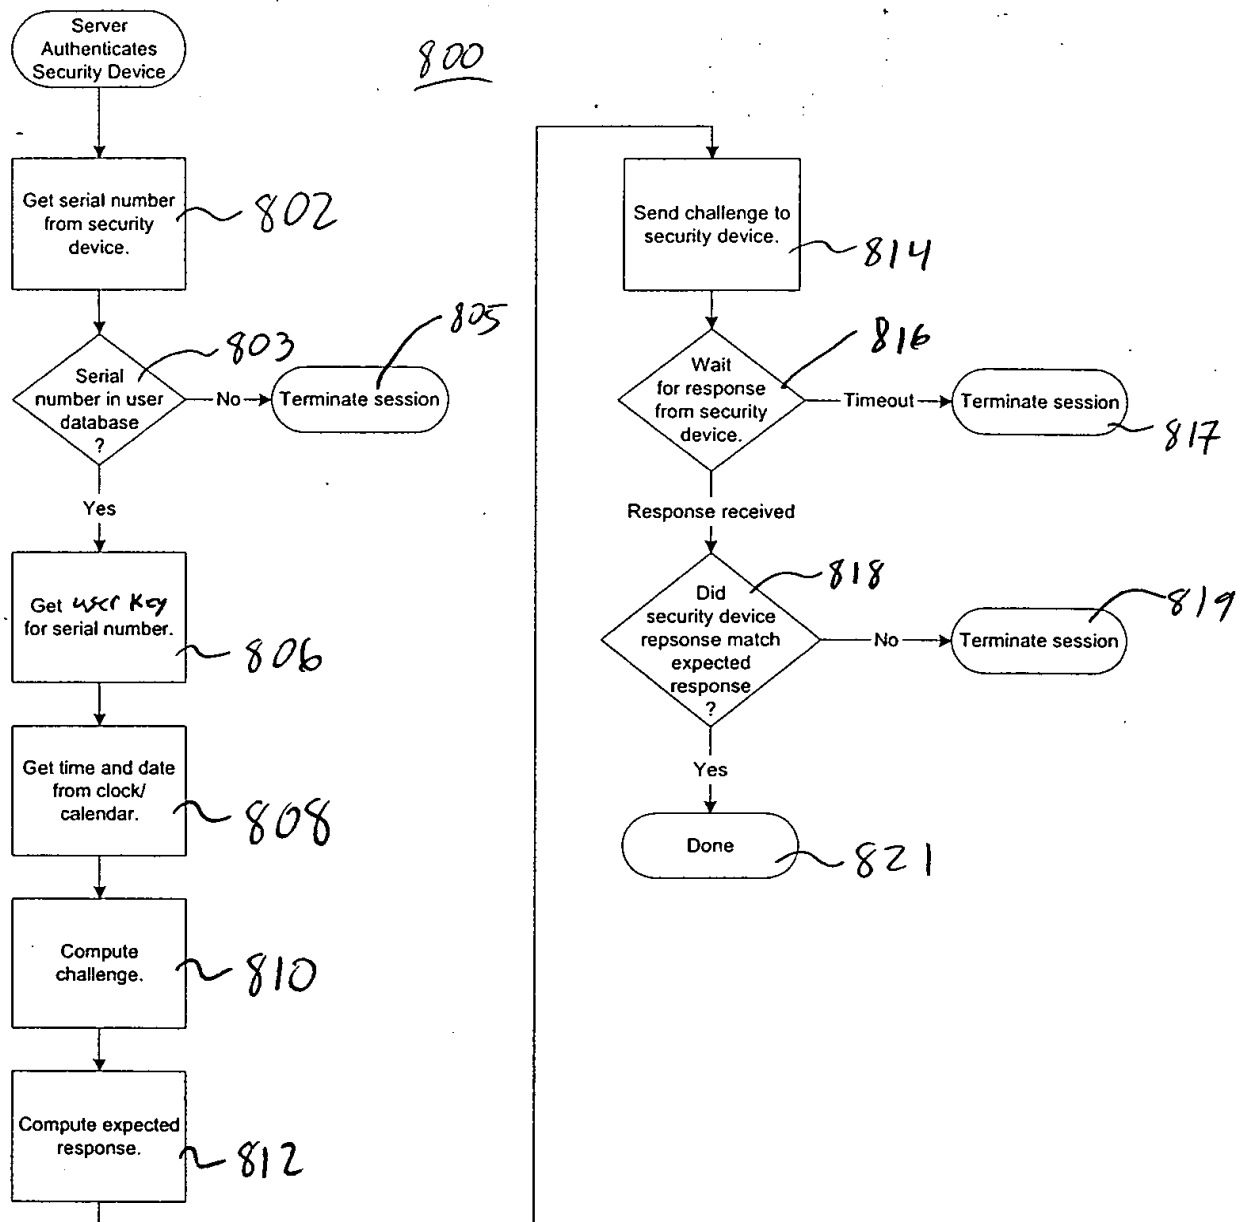 Server
Authenticates
Security Device
800
Get serial number
from security
device.
802
Serial
number in user
database
?
803
No
Terminate session
805
Yes
Get user key
for serial number.
806
Get time and date
from clock/
calendar.
808
Compute
challenge.
810
Compute expected
response.
812
Send challenge to
security device.
814
Wait
for response
from security
device.
816
Timeout
Terminate session
817
Response received
Did
security device
repsonse match
expected
response
?
818
No
Terminate session
819
Yes
Done
821